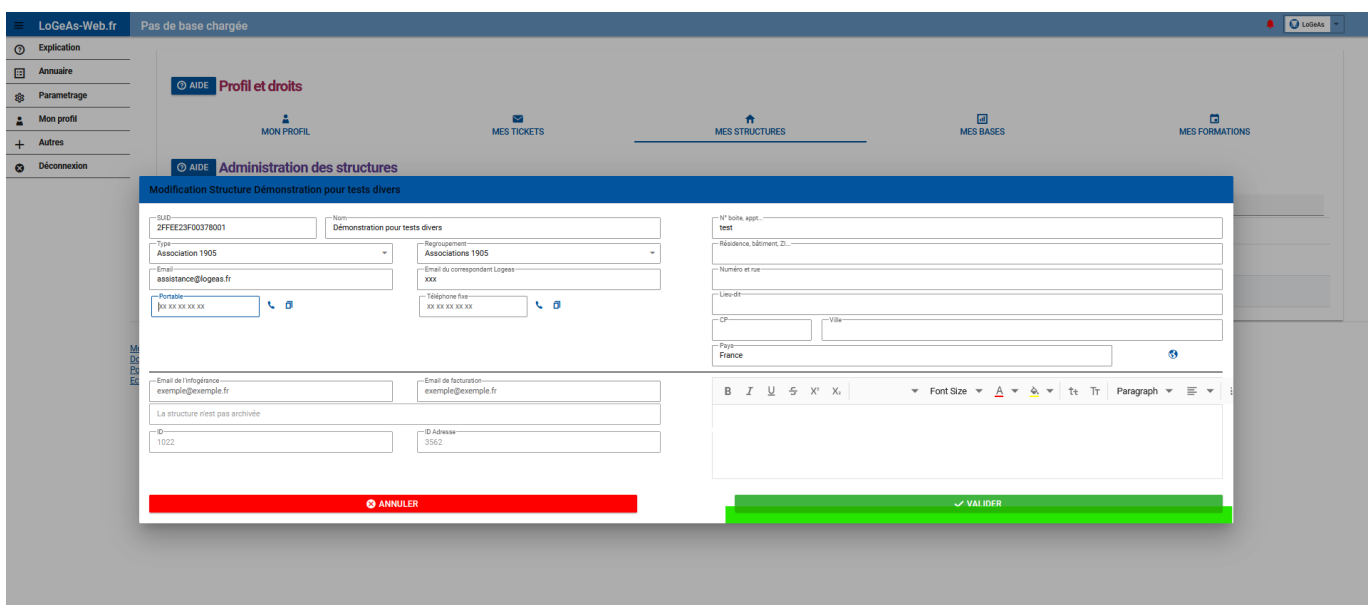 LoGeAs-Web.fr Pas de base chargée LoGeAs
Explication
Annuaire
Parametrage
Mon profil
Autres
Déconnexion
AIDE Profil et droits
MON PROFIL MES TICKETS MES STRUCTURES MES BASES MES FORMATIONS
AIDE Administration des structures
Modification Structure Démonstration pour tests divers
SUID Nom N° boite, appt...
2FFEE23F00378001 Démonstration pour tests divers test
Type Regroupement Résidence, bâtiment, ZI...
Association 1905 Associations 1905
Email Email du correspondant Logeas Numéro et rue
assistance@logeas.fr xxx
Portable Téléphone fixe Lieu-dit
xx xx xx xx xx xx xx xx xx xx
CP Ville
Pays
France
Email de l'infogérance Email de facturation
exemple@exemple.fr exemple@exemple.fr
B I U S X² X₂ Font Size A Tt Tт Paragraph
La structure n'est pas archivée
ID ID Adresse
1022 3562
ANNULER VALIDER